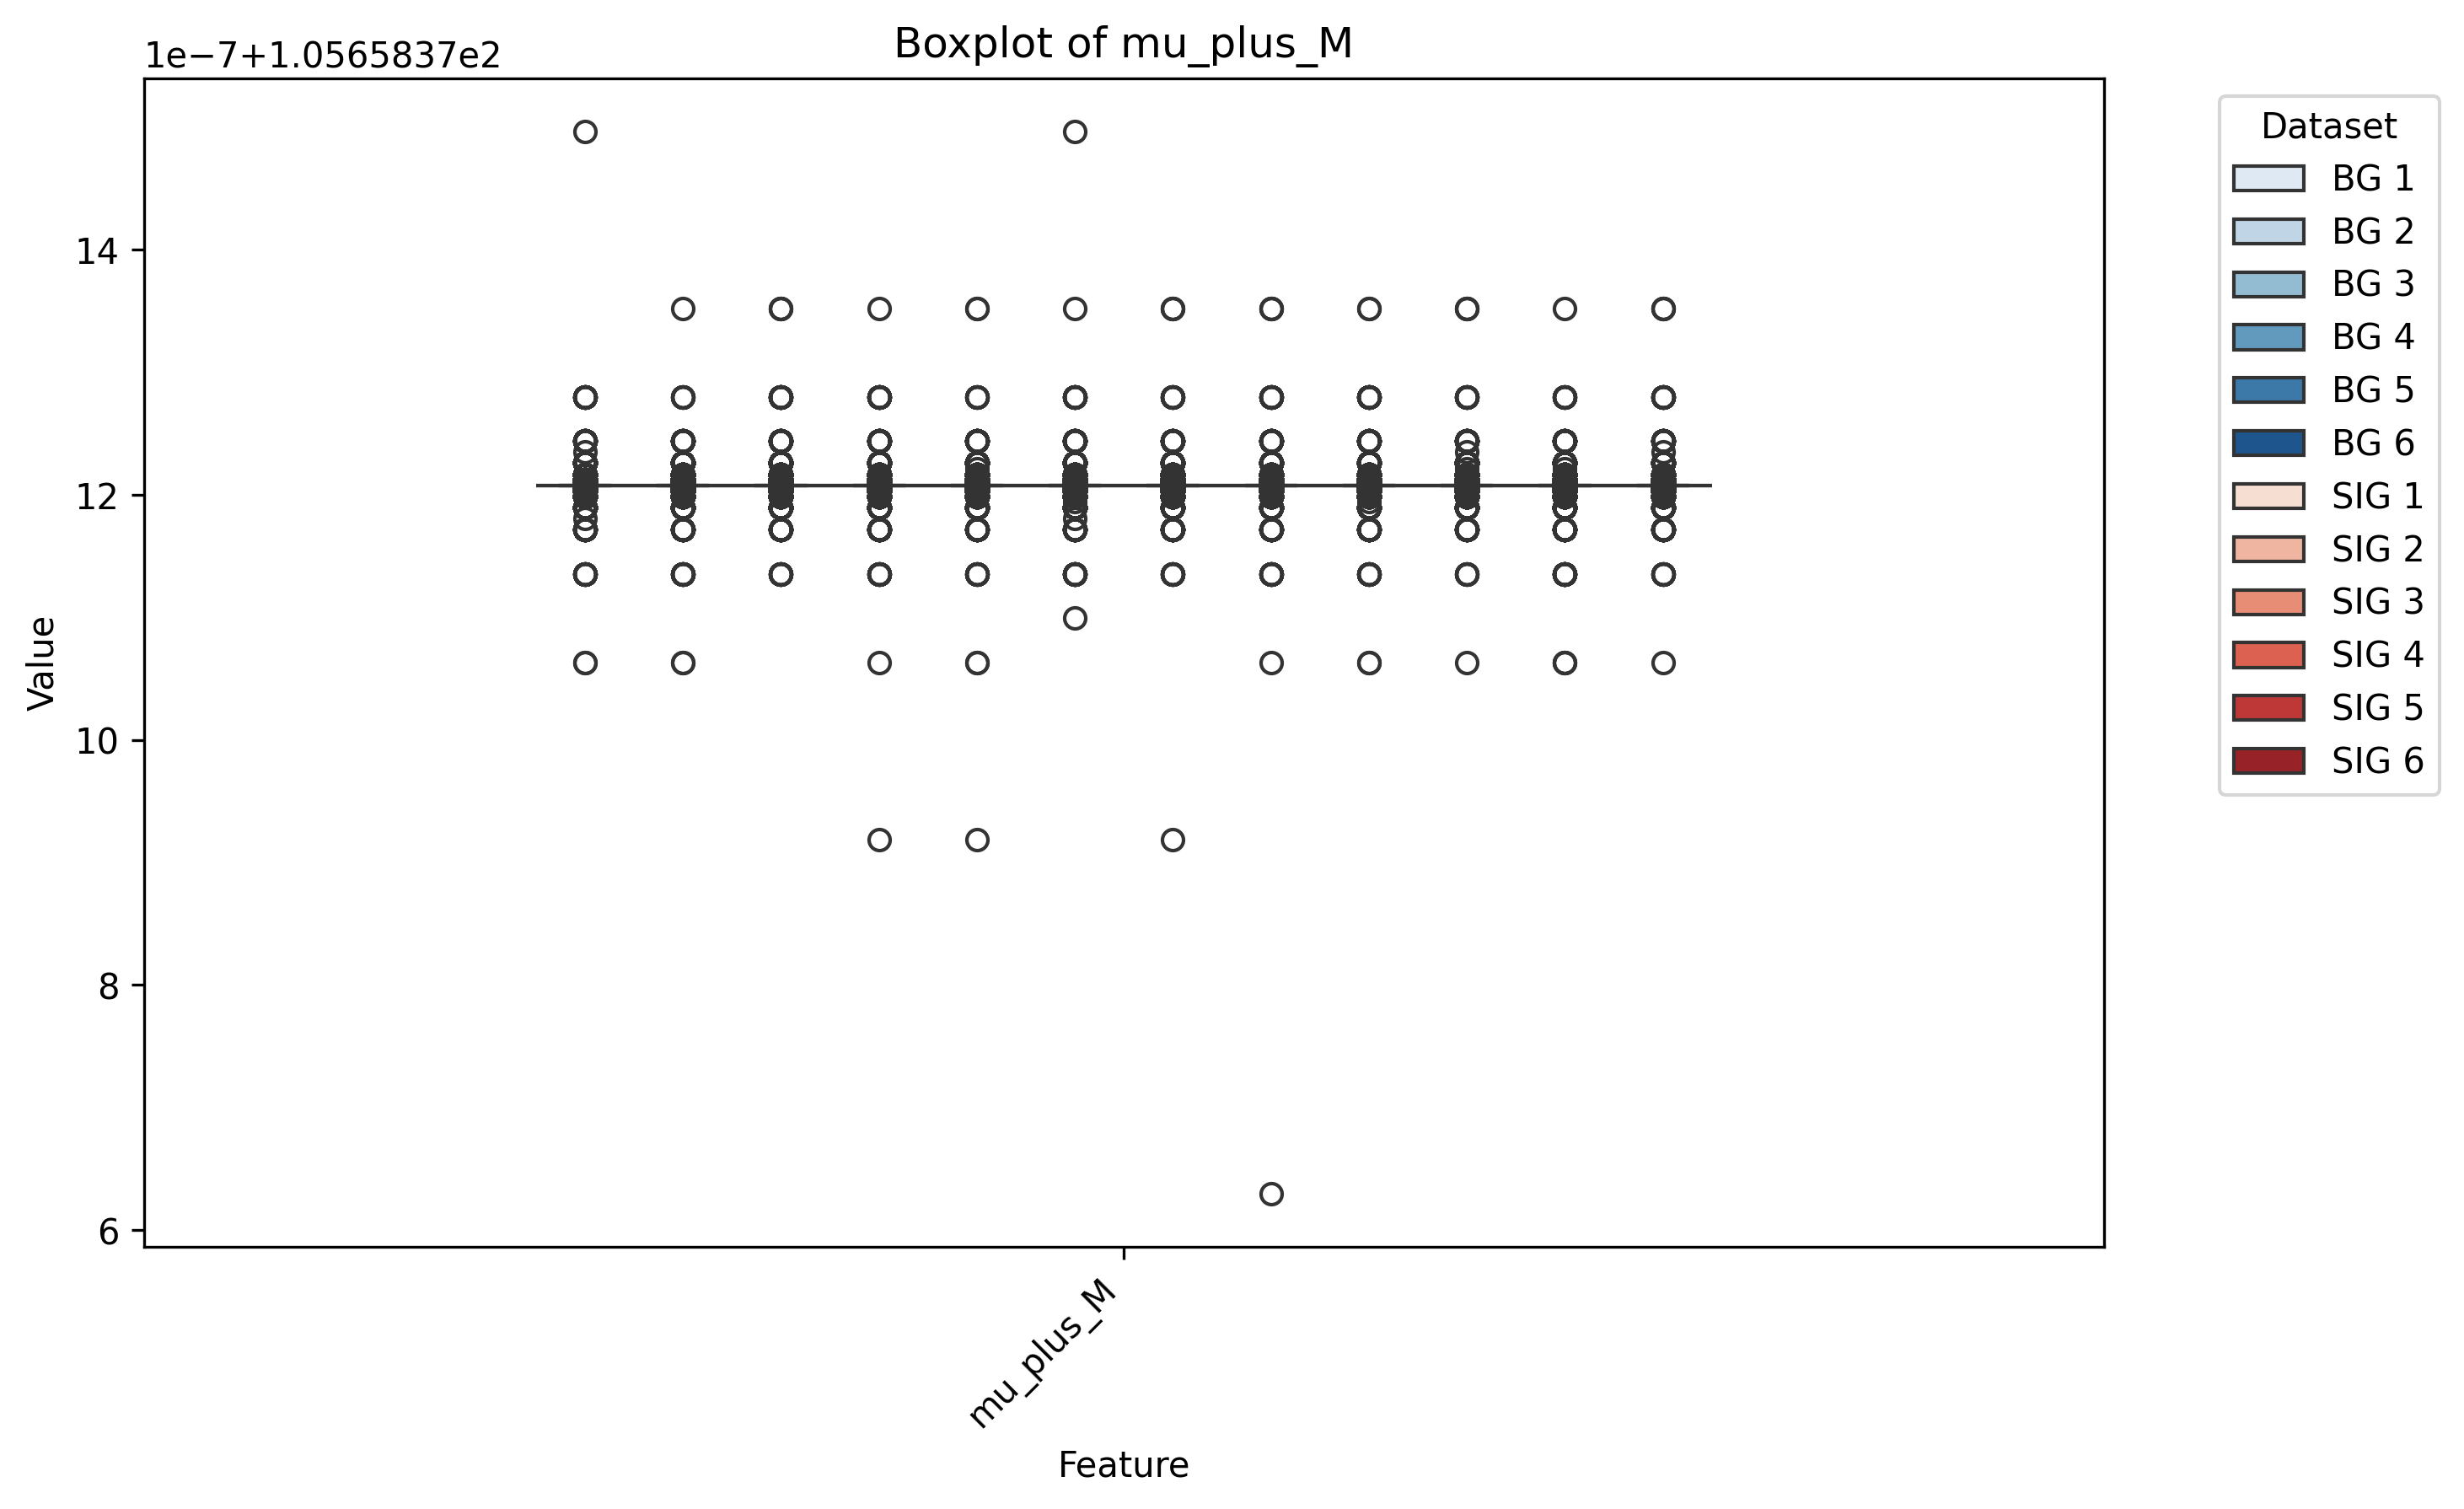 Boxplot of mu_plus_M
1e−7+1.0565837e2
14
12
10
8
6
Value
mu_plus_M
Feature
Dataset
BG 1
BG 2
BG 3
BG 4
BG 5
BG 6
SIG 1
SIG 2
SIG 3
SIG 4
SIG 5
SIG 6